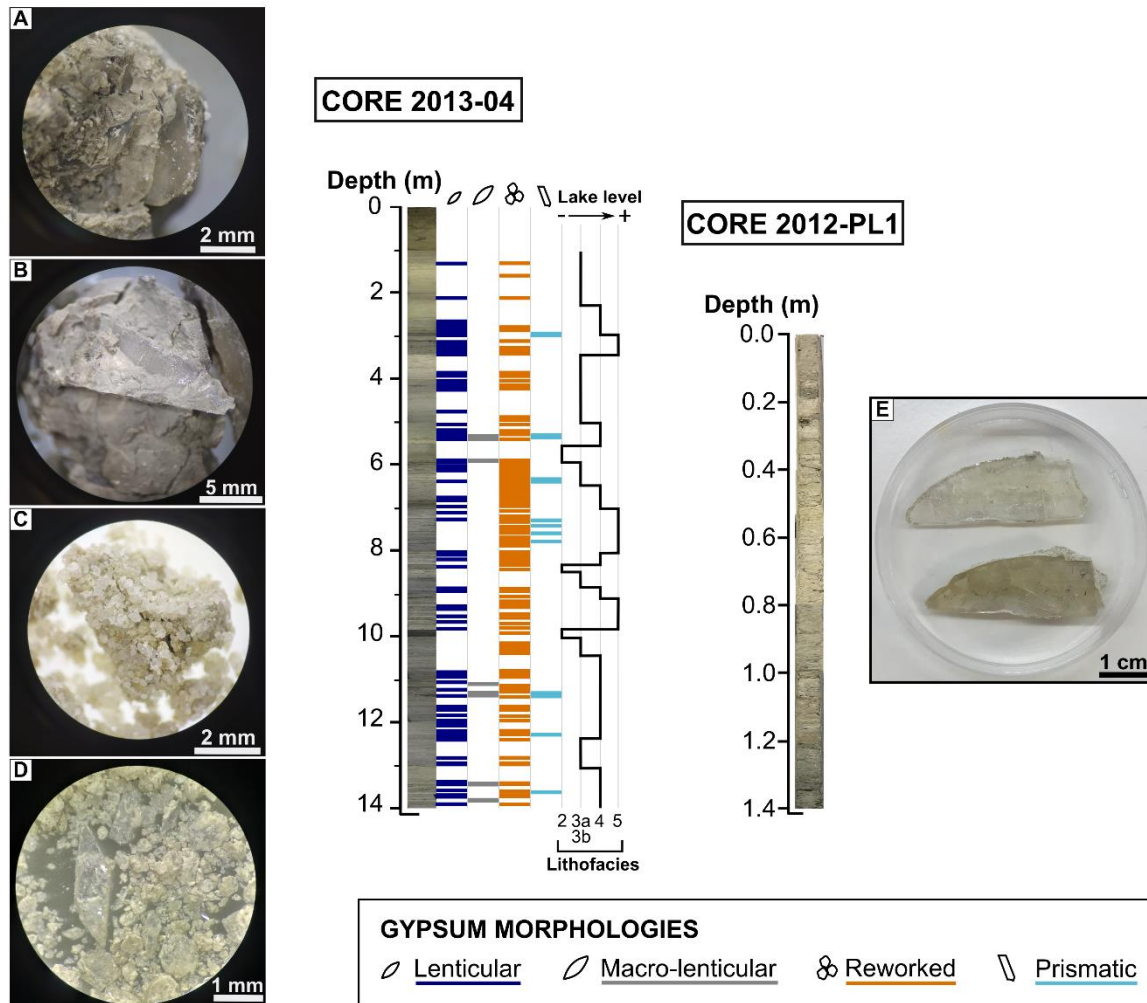 A
2 mm
B
5 mm
C
2 mm
D
1 mm
CORE 2013-04
Depth (m)
Lake level
- +
0
2
4
6
8
10
12
14
2 3a 4 5
3b
Lithofacies
CORE 2012-PL1
Depth (m)
0.0
0.2
0.4
0.6
0.8
1.0
1.2
1.4
E
1 cm
GYPSUM MORPHOLOGIES
Lenticular Macro-lenticular Reworked Prismatic